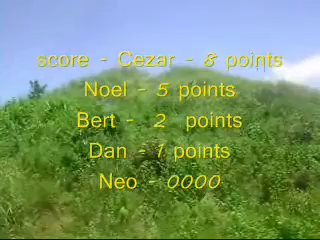 score - Cezar - 8 points
Noel - 5 points
Bert - 2 points
Dan - 1 points
Neo - 0000